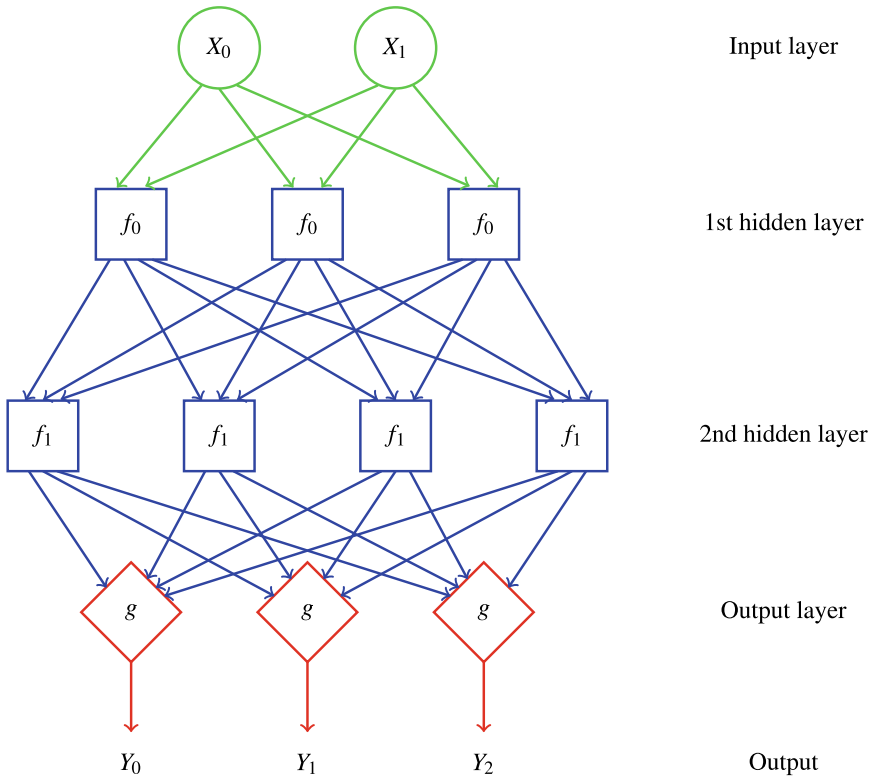 X₀ X₁ Input layer
f₀ f₀ f₀ 1st hidden layer
f₁ f₁ f₁ f₁ 2nd hidden layer
g g g Output layer
Y₀ Y₁ Y₂ Output